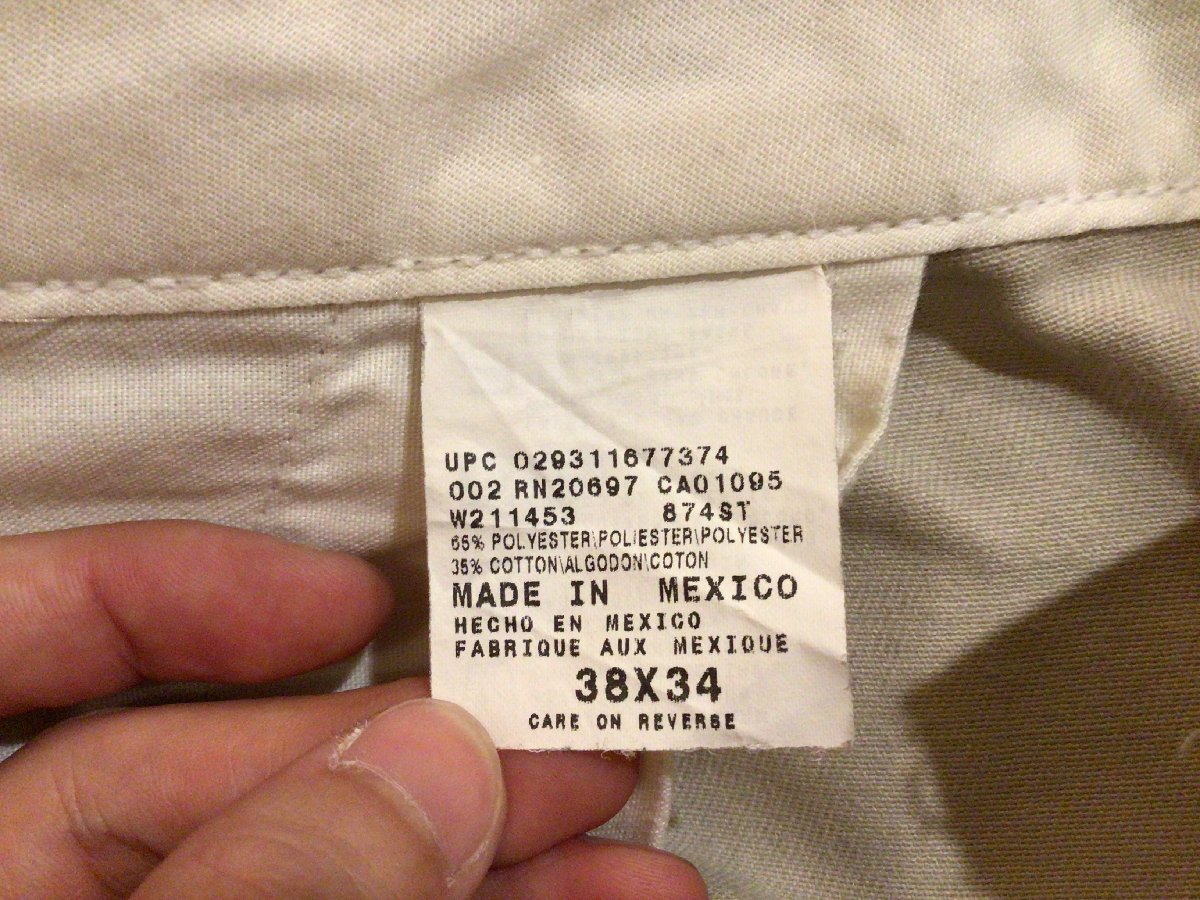 UPC 029311677374
002 RN20697 CA01095
W211453 874ST
65% POLYESTER\POLIESTER\POLYESTER
35% COTTON\ALGODON\COTON
MADE IN MEXICO
HECHO EN MEXICO
FABRIQUE AUX MEXIQUE
38X34
CARE ON REVERSE